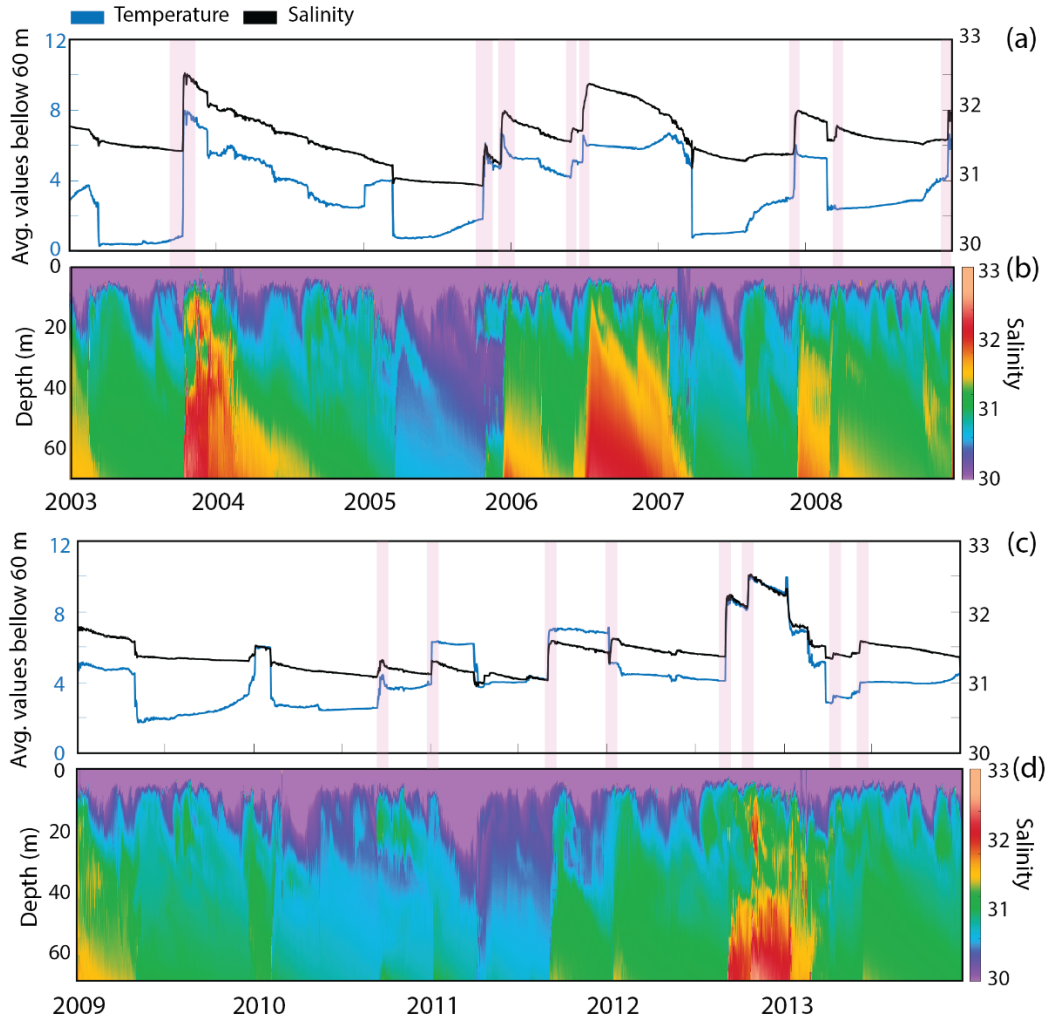 Temperature Salinity
(a)
Avg. values bellow 60 m
12
8
4
0
33
32
31
30
(b)
Depth (m)
0
20
40
60
33
32
31
30
Salinity
2003 2004 2005 2006 2007 2008
(c)
Avg. values bellow 60 m
12
8
4
0
33
32
31
30
(d)
Depth (m)
0
20
40
60
33
32
31
30
Salinity
2009 2010 2011 2012 2013